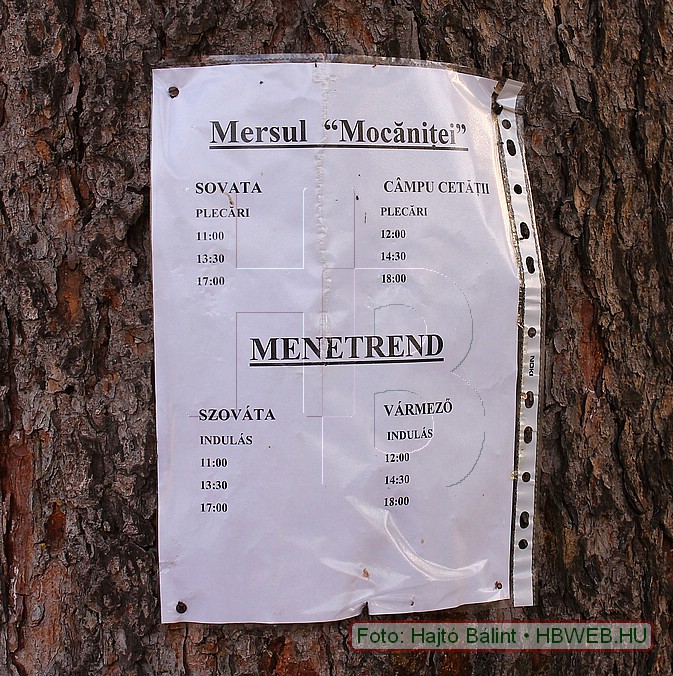 Mersul “Mocăniței”
SOVATA CÂMPU CETĂȚII
PLECĂRI PLECĂRI
11:00 12:00
13:30 14:30
17:00 18:00
MENETREND
SZOVÁTA VÁRMEZŐ
INDULÁS INDULÁS
11:00 12:00
13:30 14:30
17:00 18:00
NOKI
HB
Foto: Hajtó Bálint • HBWEB.HU